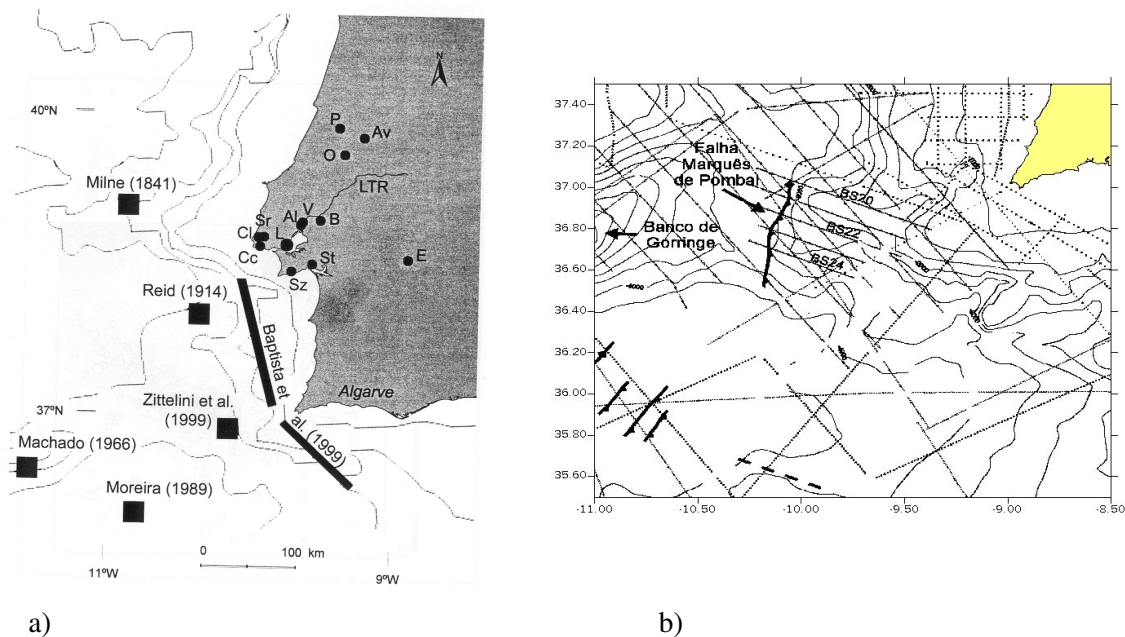 N
40ºN
P
Av
O
Milne (1841)
LTR
V
Al
B
Sr
Cl
L
Cc
St
E
Sz
Reid (1914)
Baptista et
al. (1999)
Algarve
37ºN
Zittelini et al.
(1999)
Machado (1966)
Moreira (1989)
0 100 km
11ºW
9ºW
a)
37.40
37.20
37.00
36.80
36.60
36.40
36.20
36.00
35.80
35.60
Falha
Marquês
de Pombal
Banco de
Gorringe
BS20
BS22
BS24
-11.00 -10.50 -10.00 -9.50 -9.00 -8.50
b)